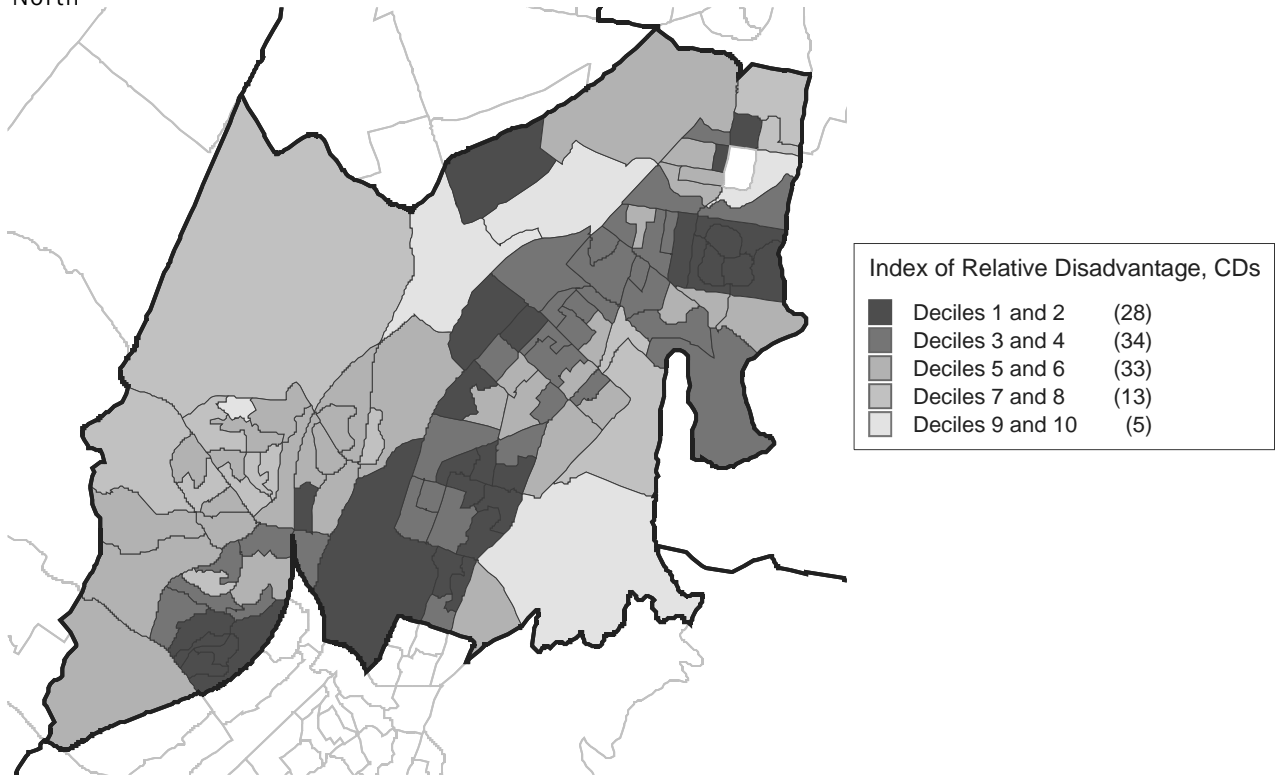 North
Index of Relative Disadvantage, CDs
Deciles 1 and 2 (28)
Deciles 3 and 4 (34)
Deciles 5 and 6 (33)
Deciles 7 and 8 (13)
Deciles 9 and 10 (5)